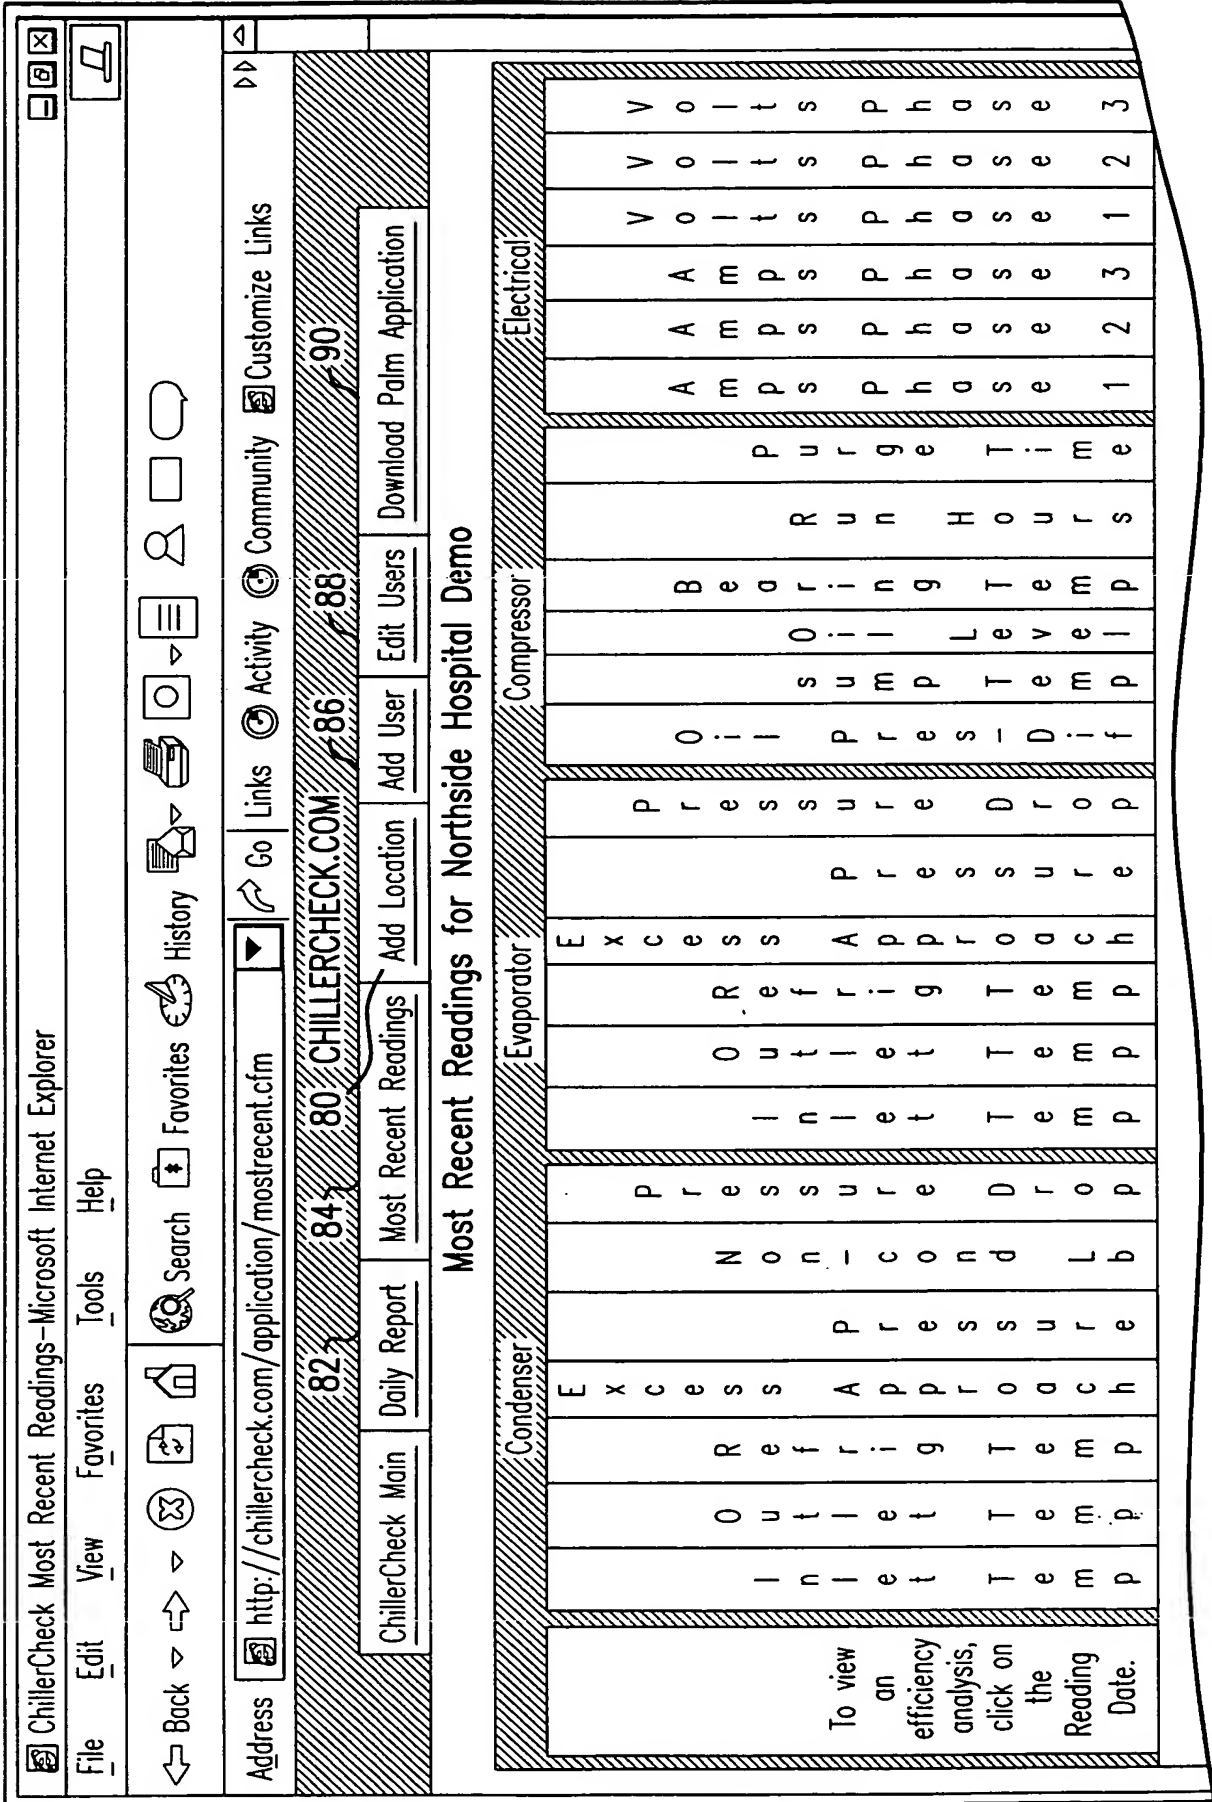 ChillerCheck Most Recent Readings-Microsoft Internet Explorer
File Edit View Favorites Tools Help
Back Search Favorites History
Address http://chillercheck.com/application/mostrecent.cfm Go Links Activity Community Customize Links
82 84 80 CHILLERCHECK.COM 86 88 90
ChillerCheck Main Daily Report Most Recent Readings Add Location Add User Edit Users Download Palm Application
Most Recent Readings for Northside Hospital Demo
Condenser Evaporator Compressor Electrical
To view
an
efficiency
analysis,
click on
the
Reading
Date.
Inlet Temp
Outlet Temp
Refrig Temp
Excess Approach
Pressure
Non-cond Lb
Pressure Drop
Inlet Temp
Outlet Temp
Refrig Temp
Excess Approach
Pressure
Pressure Drop
Oil Pres-Dif
sump Temp
Oil Level
Bearing Temp
Run Hours
Purge Time
Amps Phase 1
Amps Phase 2
Amps Phase 3
Volts Phase 1
Volts Phase 2
Volts Phase 3